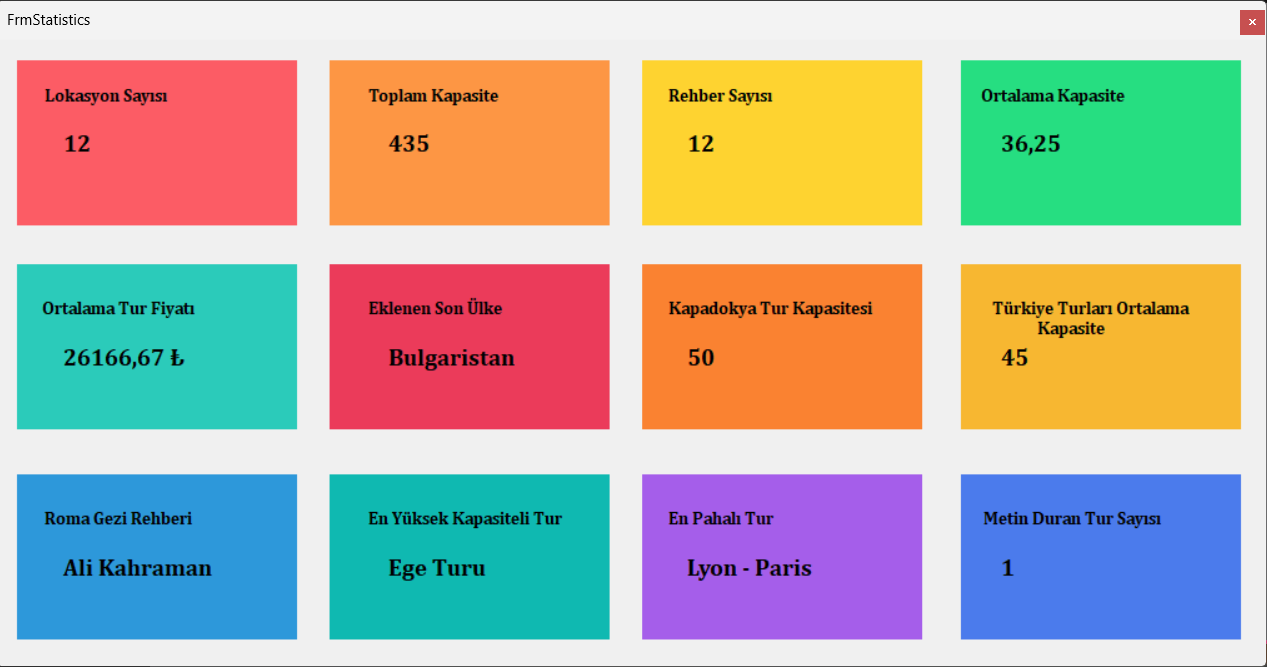 FrmStatistics
Lokasyon Sayısı
12
Toplam Kapasite
435
Rehber Sayısı
12
Ortalama Kapasite
36,25
Ortalama Tur Fiyatı
26166,67 ₺
Eklenen Son Ülke
Bulgaristan
Kapadokya Tur Kapasitesi
50
Türkiye Turları Ortalama
Kapasite
45
Roma Gezi Rehberi
Ali Kahraman
En Yüksek Kapasiteli Tur
Ege Turu
En Pahalı Tur
Lyon - Paris
Metin Duran Tur Sayısı
1